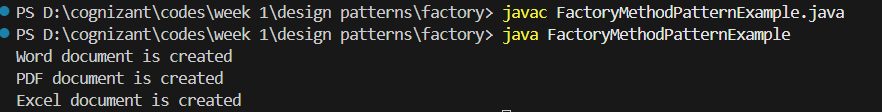 PS D:\cognizant\codes\week 1\design patterns\factory> javac FactoryMethodPatternExample.java
PS D:\cognizant\codes\week 1\design patterns\factory> java FactoryMethodPatternExample
Word document is created
PDF document is created
Excel document is created